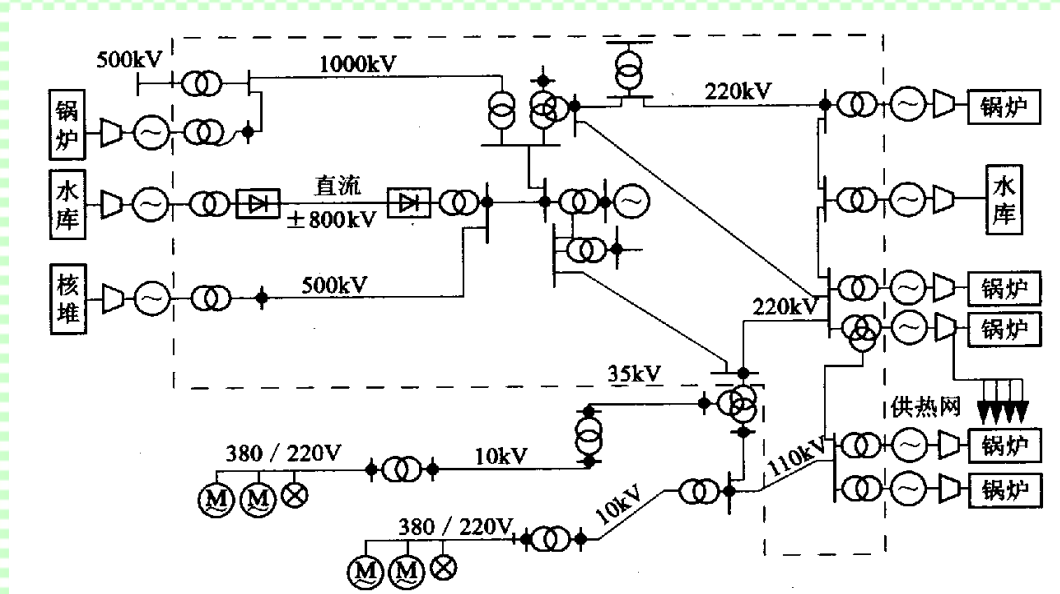 500kV
1000kV
220kV
锅炉
锅炉
水库
直流
±800kV
水库
核堆
500kV
锅炉
220kV
锅炉
35kV
供热网
380 / 220V
10kV
110kV
锅炉
M
M
10kV
锅炉
380 / 220V
M
M